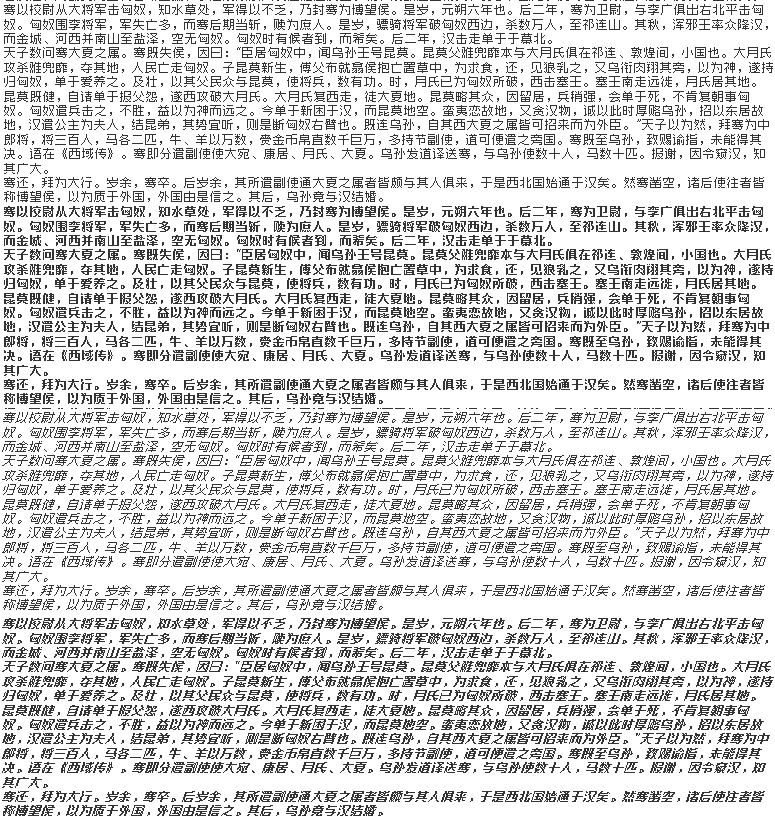 骞以校尉从大将军击匈奴，知水草处，军得以不乏，乃封骞为博望侯。是岁，元朔六年也。后二年，骞为卫尉，与李广俱出右北平击匈
奴。匈奴围李将军，军失亡多，而骞后期当斩，赎为庶人。是岁，骠骑将军破匈奴西边，杀数万人，至祁连山。其秋，浑邪王率众降汉，
而金城、河西并南山至盐泽，空无匈奴。匈奴时有候者到，而希矣。后二年，汉击走单于于幕北。
天子数问骞大夏之属。骞既失侯，因曰：“臣居匈奴中，闻乌孙王号昆莫。昆莫父难兜靡本与大月氏俱在祁连、敦煌间，小国也。大月氏
攻杀难兜靡，夺其地，人民亡走匈奴。子昆莫新生，傅父布就翕侯抱亡置草中，为求食，还，见狼乳之，又乌衔肉翔其旁，以为神，遂持
归匈奴，单于爱养之。及壮，以其父民众与昆莫，使将兵，数有功。时，月氏已为匈奴所破，西击塞王。塞王南走远徙，月氏居其地。
昆莫既健，自请单于报父怨，遂西攻破大月氏。大月氏复西走，徙大夏地。昆莫略其众，因留居，兵稍强，会单于死，不肯复朝事匈
奴。匈奴遣兵击之，不胜，益以为神而远之。今单于新困于汉，而昆莫地空。蛮夷恋故地，又贪汉物，诚以此时厚赂乌孙，招以东居故
地，汉遣公主为夫人，结昆弟，其势宜听，则是断匈奴右臂也。既连乌孙，自其西大夏之属皆可招来而为外臣。”天子以为然，拜骞为中
郎将，将三百人，马各二匹，牛、羊以万数，赍金币帛直数千巨万，多持节副使，道可便遣之旁国。骞既至乌孙，致赐谕指，未能得其
决。语在《西域传》。骞即分遣副使使大宛、康居、月氏、大夏。乌孙发道译送骞，与乌孙使数十人，马数十匹。报谢，因令窥汉，知
其广大。
骞还，拜为大行。岁余，骞卒。后岁余，其所遣副使通大夏之属者皆颇与其人俱来，于是西北国始通于汉矣。然骞凿空，诸后使往者皆
称博望侯，以为质于外国，外国由是信之。其后，乌孙竟与汉结婚。
骞以校尉从大将军击匈奴，知水草处，军得以不乏，乃封骞为博望侯。是岁，元朔六年也。后二年，骞为卫尉，与李广俱出右北平击匈
奴。匈奴围李将军，军失亡多，而骞后期当斩，赎为庶人。是岁，骠骑将军破匈奴西边，杀数万人，至祁连山。其秋，浑邪王率众降汉，
而金城、河西并南山至盐泽，空无匈奴。匈奴时有候者到，而希矣。后二年，汉击走单于于幕北。
天子数问骞大夏之属。骞既失侯，因曰：“臣居匈奴中，闻乌孙王号昆莫。昆莫父难兜靡本与大月氏俱在祁连、敦煌间，小国也。大月氏
攻杀难兜靡，夺其地，人民亡走匈奴。子昆莫新生，傅父布就翕侯抱亡置草中，为求食，还，见狼乳之，又乌衔肉翔其旁，以为神，遂持
归匈奴，单于爱养之。及壮，以其父民众与昆莫，使将兵，数有功。时，月氏已为匈奴所破，西击塞王。塞王南走远徙，月氏居其地。
昆莫既健，自请单于报父怨，遂西攻破大月氏。大月氏复西走，徙大夏地。昆莫略其众，因留居，兵稍强，会单于死，不肯复朝事匈
奴。匈奴遣兵击之，不胜，益以为神而远之。今单于新困于汉，而昆莫地空。蛮夷恋故地，又贪汉物，诚以此时厚赂乌孙，招以东居故
地，汉遣公主为夫人，结昆弟，其势宜听，则是断匈奴右臂也。既连乌孙，自其西大夏之属皆可招来而为外臣。”天子以为然，拜骞为中
郎将，将三百人，马各二匹，牛、羊以万数，赍金币帛直数千巨万，多持节副使，道可便遣之旁国。骞既至乌孙，致赐谕指，未能得其
决。语在《西域传》。骞即分遣副使使大宛、康居、月氏、大夏。乌孙发道译送骞，与乌孙使数十人，马数十匹。报谢，因令窥汉，知
其广大。
骞还，拜为大行。岁余，骞卒。后岁余，其所遣副使通大夏之属者皆颇与其人俱来，于是西北国始通于汉矣。然骞凿空，诸后使往者皆
称博望侯，以为质于外国，外国由是信之。其后，乌孙竟与汉结婚。
骞以校尉从大将军击匈奴，知水草处，军得以不乏，乃封骞为博望侯。是岁，元朔六年也。后二年，骞为卫尉，与李广俱出右北平击匈
奴。匈奴围李将军，军失亡多，而骞后期当斩，赎为庶人。是岁，骠骑将军破匈奴西边，杀数万人，至祁连山。其秋，浑邪王率众降汉，
而金城、河西并南山至盐泽，空无匈奴。匈奴时有候者到，而希矣。后二年，汉击走单于于幕北。
天子数问骞大夏之属。骞既失侯，因曰：“臣居匈奴中，闻乌孙王号昆莫。昆莫父难兜靡本与大月氏俱在祁连、敦煌间，小国也。大月氏
攻杀难兜靡，夺其地，人民亡走匈奴。子昆莫新生，傅父布就翕侯抱亡置草中，为求食，还，见狼乳之，又乌衔肉翔其旁，以为神，遂持
归匈奴，单于爱养之。及壮，以其父民众与昆莫，使将兵，数有功。时，月氏已为匈奴所破，西击塞王。塞王南走远徙，月氏居其地。
昆莫既健，自请单于报父怨，遂西攻破大月氏。大月氏复西走，徙大夏地。昆莫略其众，因留居，兵稍强，会单于死，不肯复朝事匈
奴。匈奴遣兵击之，不胜，益以为神而远之。今单于新困于汉，而昆莫地空。蛮夷恋故地，又贪汉物，诚以此时厚赂乌孙，招以东居故
地，汉遣公主为夫人，结昆弟，其势宜听，则是断匈奴右臂也。既连乌孙，自其西大夏之属皆可招来而为外臣。”天子以为然，拜骞为中
郎将，将三百人，马各二匹，牛、羊以万数，赍金币帛直数千巨万，多持节副使，道可便遣之旁国。骞既至乌孙，致赐谕指，未能得其
决。语在《西域传》。骞即分遣副使使大宛、康居、月氏、大夏。乌孙发道译送骞，与乌孙使数十人，马数十匹。报谢，因令窥汉，知
其广大。
骞还，拜为大行。岁余，骞卒。后岁余，其所遣副使通大夏之属者皆颇与其人俱来，于是西北国始通于汉矣。然骞凿空，诸后使往者皆
称博望侯，以为质于外国，外国由是信之。其后，乌孙竟与汉结婚。
骞以校尉从大将军击匈奴，知水草处，军得以不乏，乃封骞为博望侯。是岁，元朔六年也。后二年，骞为卫尉，与李广俱出右北平击匈
奴。匈奴围李将军，军失亡多，而骞后期当斩，赎为庶人。是岁，骠骑将军破匈奴西边，杀数万人，至祁连山。其秋，浑邪王率众降汉，
而金城、河西并南山至盐泽，空无匈奴。匈奴时有候者到，而希矣。后二年，汉击走单于于幕北。
天子数问骞大夏之属。骞既失侯，因曰：“臣居匈奴中，闻乌孙王号昆莫。昆莫父难兜靡本与大月氏俱在祁连、敦煌间，小国也。大月氏
攻杀难兜靡，夺其地，人民亡走匈奴。子昆莫新生，傅父布就翕侯抱亡置草中，为求食，还，见狼乳之，又乌衔肉翔其旁，以为神，遂持
归匈奴，单于爱养之。及壮，以其父民众与昆莫，使将兵，数有功。时，月氏已为匈奴所破，西击塞王。塞王南走远徙，月氏居其地。
昆莫既健，自请单于报父怨，遂西攻破大月氏。大月氏复西走，徙大夏地。昆莫略其众，因留居，兵稍强，会单于死，不肯复朝事匈
奴。匈奴遣兵击之，不胜，益以为神而远之。今单于新困于汉，而昆莫地空。蛮夷恋故地，又贪汉物，诚以此时厚赂乌孙，招以东居故
地，汉遣公主为夫人，结昆弟，其势宜听，则是断匈奴右臂也。既连乌孙，自其西大夏之属皆可招来而为外臣。”天子以为然，拜骞为中
郎将，将三百人，马各二匹，牛、羊以万数，赍金币帛直数千巨万，多持节副使，道可便遣之旁国。骞既至乌孙，致赐谕指，未能得其
决。语在《西域传》。骞即分遣副使使大宛、康居、月氏、大夏。乌孙发道译送骞，与乌孙使数十人，马数十匹。报谢，因令窥汉，知
其广大。
骞还，拜为大行。岁余，骞卒。后岁余，其所遣副使通大夏之属者皆颇与其人俱来，于是西北国始通于汉矣。然骞凿空，诸后使往者皆
称博望侯，以为质于外国，外国由是信之。其后，乌孙竟与汉结婚。